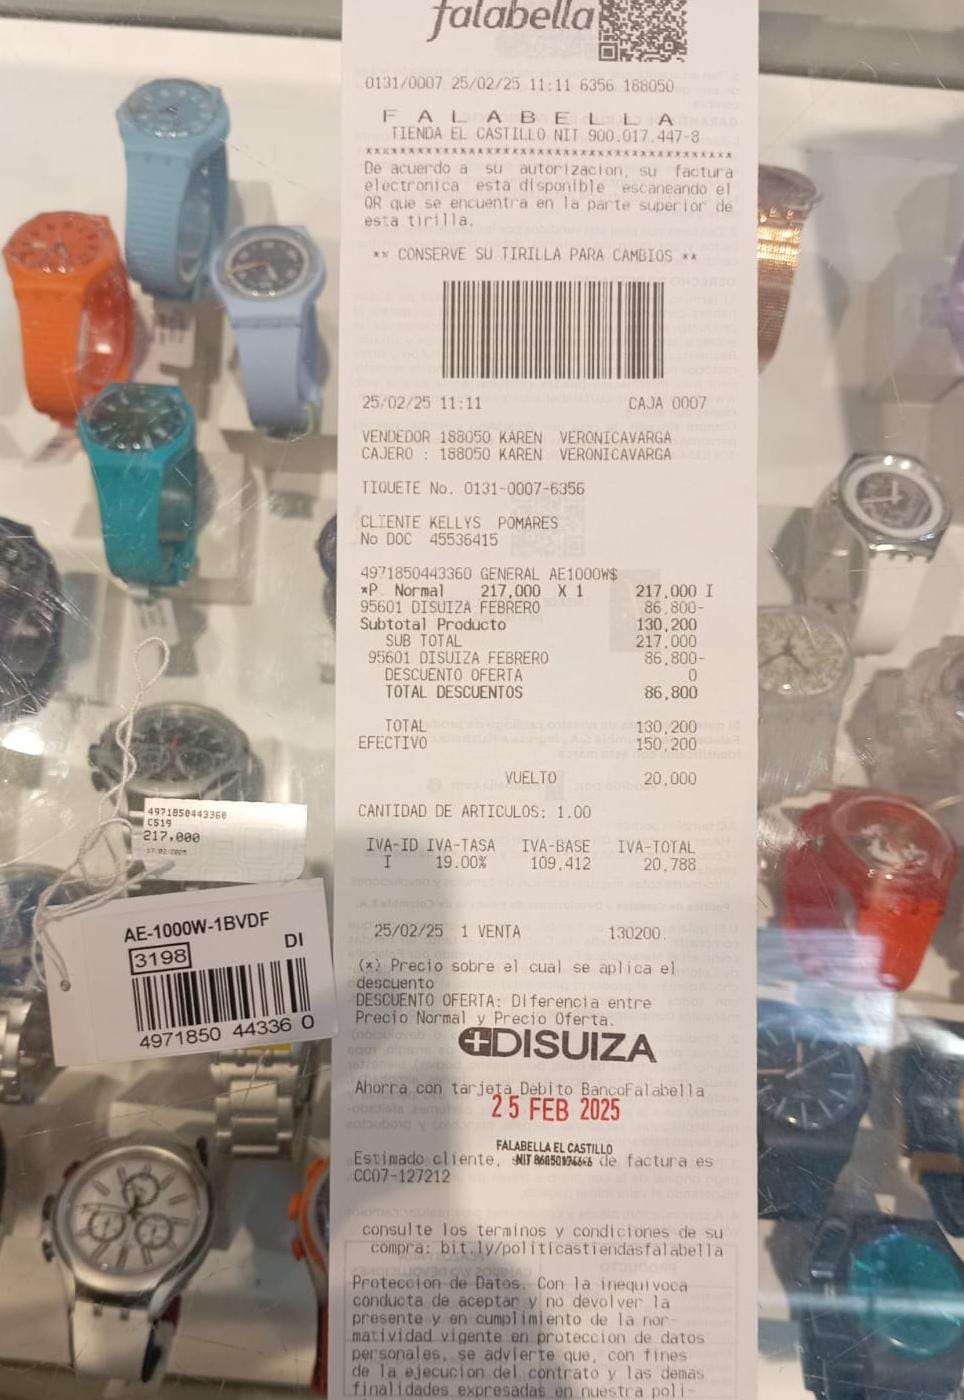 falabella
0131/0007 25/02/25 11:11 6356 188050
F A L A B E L L A
TIENDA EL CASTILLO NIT 900.017.447-8
De acuerdo a su autorizacion, su factura
electronica esta disponible escaneando el
QR que se encuentra en la parte superior de
esta tirilla.
** CONSERVE SU TIRILLA PARA CAMBIOS **
25/02/25 11:11 CAJA 0007
VENDEDOR 188050 KAREN VERONICAVARGA
CAJERO : 188050 KAREN VERONICAVARGA
TIQUETE No. 0131-0007-6356
CLIENTE KELLYS POMARES
No DOC 45536415
4971850443360 GENERAL AE1000W$
*P Normal 217,000 X 1 217,000 I
95601 DISUIZA FEBRERO 86,800-
Subtotal Producto 130,200
SUB TOTAL 217,000
95601 DISUIZA FEBRERO 86,800-
DESCUENTO OFERTA 0
TOTAL DESCUENTOS 86,800
TOTAL 130,200
EFECTIVO 150,200
VUELTO 20,000
CANTIDAD DE ARTICULOS: 1.00
IVA-ID IVA-TASA IVA-BASE IVA-TOTAL
I 19.00% 109,412 20,788
25/02/25 1 VENTA 130200.
(*) Precio sobre el cual se aplica el
descuento
DESCUENTO OFERTA: Diferencia entre
Precio Normal y Precio Oferta.
DISUIZA
Ahorra con tarjeta Debito BancoFalabella
25 FEB 2025
FALABELLA EL CASTILLO
Estimado cliente, de factura es
CC07-127212
consulte los terminos y condiciones de su
compra: bit.ly/politicastiendasfalabella
Proteccion de Datos. Con la inequivoca
conducta de aceptar y no devolver la
presente y en cumplimiento de la nor-
matividad vigente en proteccion de datos
personales, se advierte que, con fines
de la ejecucion del contrato y las demas
finalidades expresadas en nuestra poli-
4971850443360
C519
217,000
17/02/2025
AE-1000W-1BVDF
3198 DI
4971850 44336 0